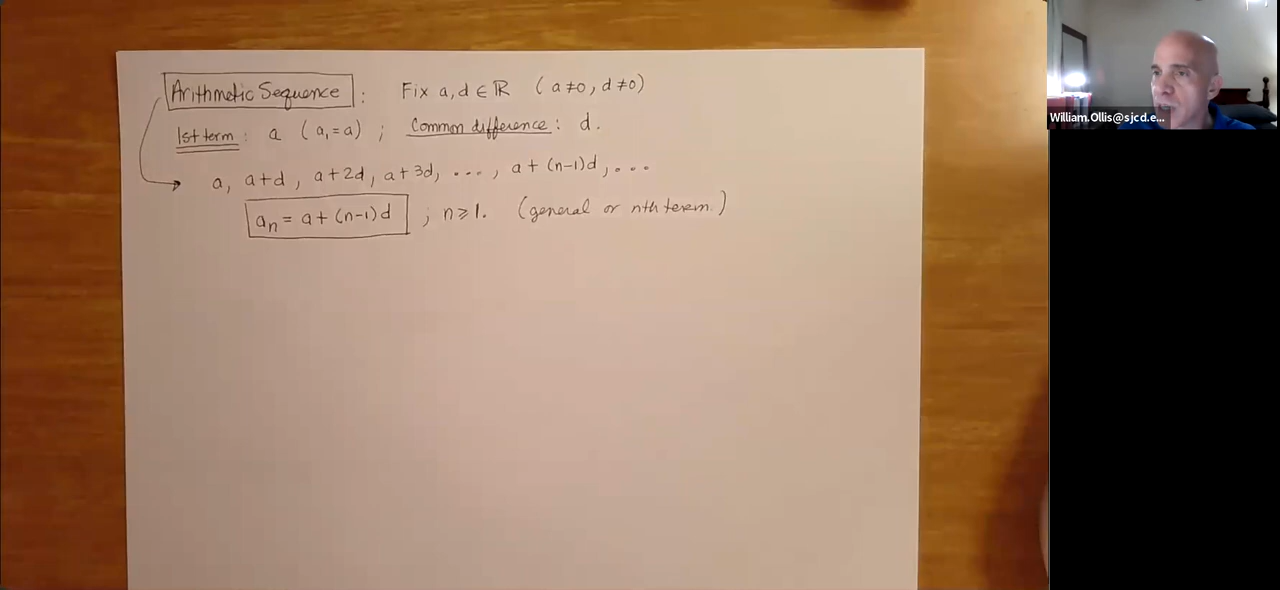 Arithmetic Sequence : Fix a, d ∈ ℝ (a ≠ 0, d ≠ 0)
1st term : a (a₁ = a) ; Common difference : d.
a, a+d, a+2d, a+3d, ..., a+(n-1)d, ...
aₙ = a+(n-1)d ; n ≥ 1. (general or nth term.)
William.Ollis@sjcd.e...